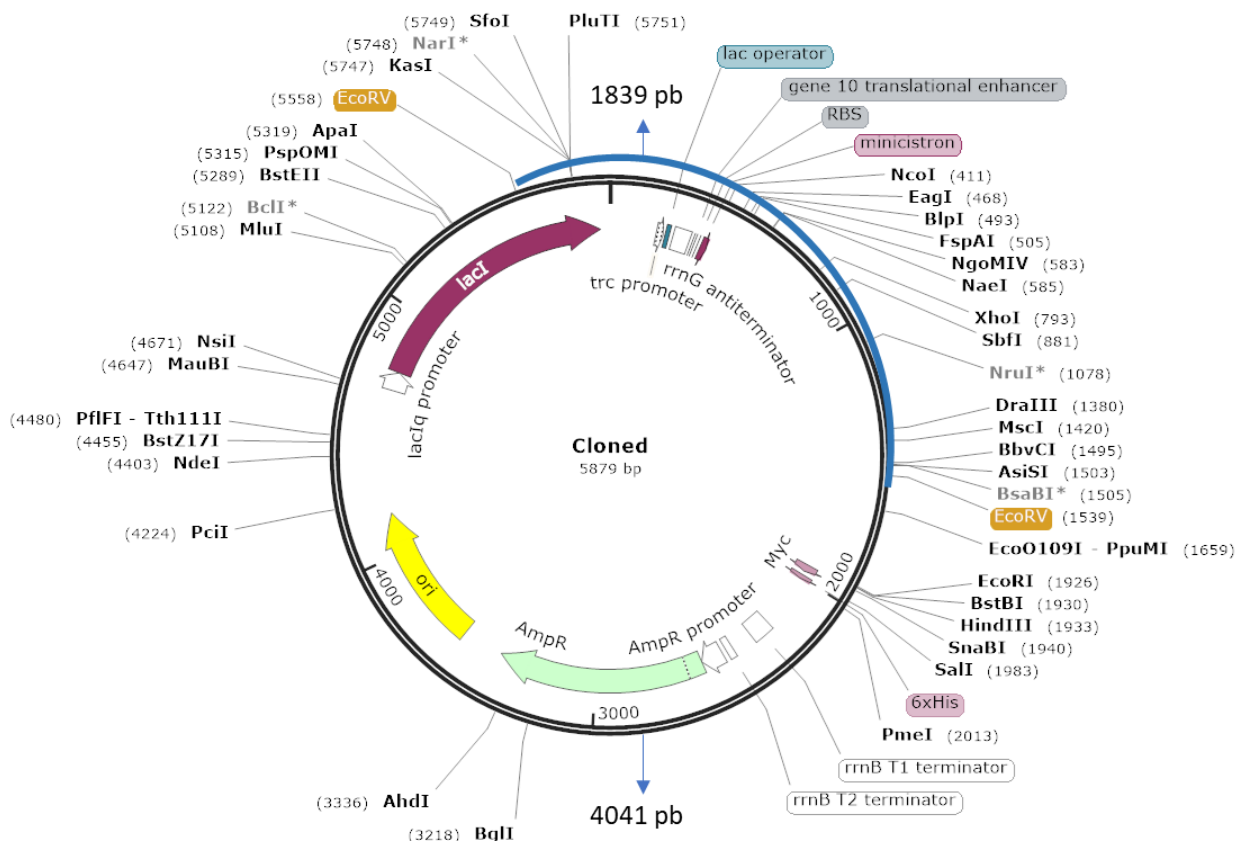 (5749) SfoI
PluTI (5751)
(5748) NarI*
(5747) KasI
(5558) EcoRV
(5319) ApaI
(5315) PspOMI
(5289) BstEII
(5122) BclI*
(5108) MluI
(4671) NsiI
(4647) MauBI
(4480) PflFI - Tth111I
(4455) BstZ17I
(4403) NdeI
(4224) PciI
(3336) AhdI
(3218) BglI
1839 pb
lac operator
gene 10 translational enhancer
RBS
minicistron
NcoI (411)
EagI (468)
BlpI (493)
FspAI (505)
NgoMIV (583)
NaeI (585)
XhoI (793)
SbfI (881)
NruI* (1078)
DraIII (1380)
MscI (1420)
BbvCI (1495)
AsiSI (1503)
BsaBI* (1505)
EcoRV (1539)
EcoO109I - PpuMI (1659)
EcoRI (1926)
BstBI (1930)
HindIII (1933)
SnaBI (1940)
SalI (1983)
6xHis
PmeI (2013)
rrnB T1 terminator
rrnB T2 terminator
4041 pb
lacI
lacIq promoter
trc promoter
rrnG antiterminator
1000
2000
3000
4000
5000
Cloned
5879 bp
Myc
AmpR promoter
AmpR
ori